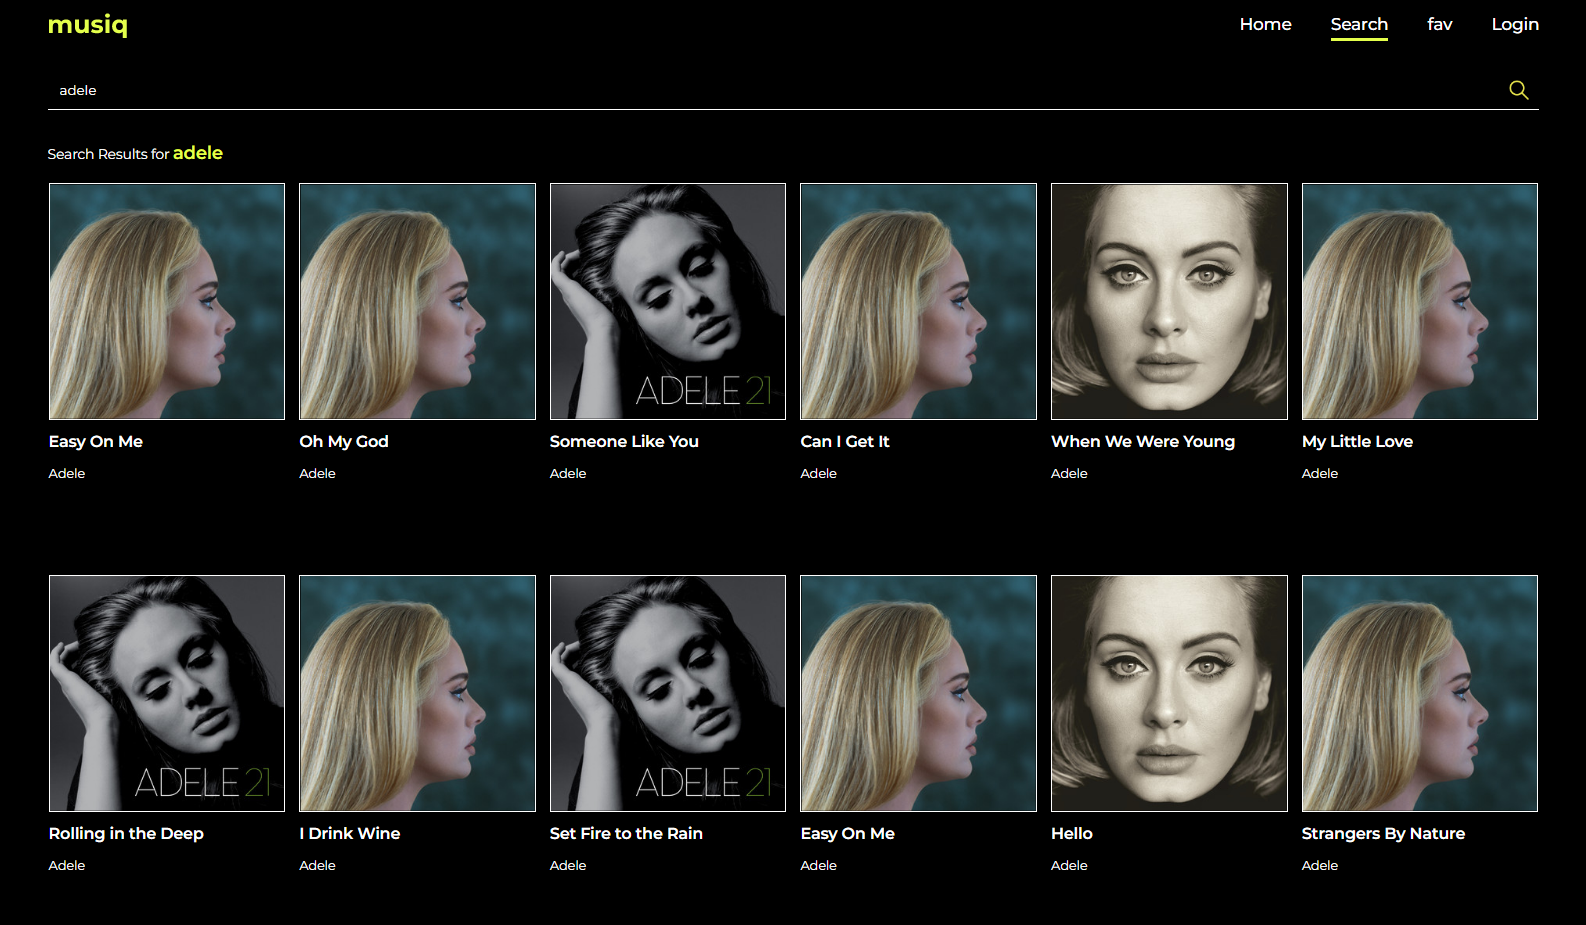 musiq
Home Search fav Login
adele
Search Results for adele
ADELE 21
Easy On Me Oh My God Someone Like You Can I Get It When We Were Young My Little Love
Adele Adele Adele Adele Adele Adele
ADELE 21 ADELE 21
Rolling in the Deep I Drink Wine Set Fire to the Rain Easy On Me Hello Strangers By Nature
Adele Adele Adele Adele Adele Adele